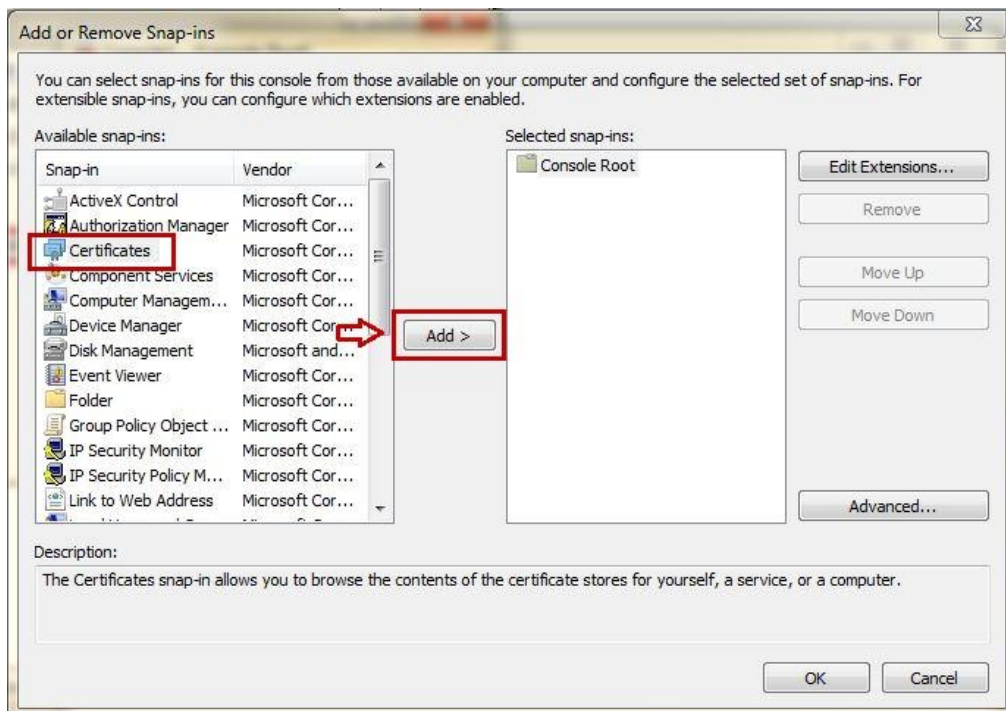 Add or Remove Snap-ins
You can select snap-ins for this console from those available on your computer and configure the selected set of snap-ins. For
extensible snap-ins, you can configure which extensions are enabled.
Available snap-ins:
Selected snap-ins:
Snap-in Vendor
ActiveX Control Microsoft Cor...
Authorization Manager Microsoft Cor...
Certificates Microsoft Cor...
Component Services Microsoft Cor...
Computer Managem... Microsoft Cor...
Device Manager Microsoft Cor...
Disk Management Microsoft and...
Event Viewer Microsoft Cor...
Folder Microsoft Cor...
Group Policy Object ... Microsoft Cor...
IP Security Monitor Microsoft Cor...
IP Security Policy M... Microsoft Cor...
Link to Web Address Microsoft Cor...
Add >
Console Root
Edit Extensions...
Remove
Move Up
Move Down
Advanced...
Description:
The Certificates snap-in allows you to browse the contents of the certificate stores for yourself, a service, or a computer.
OK
Cancel